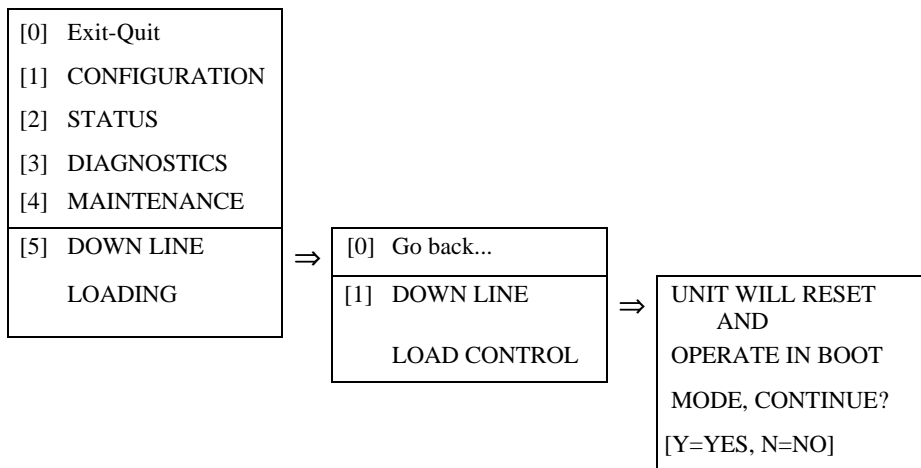 [0] Exit-Quit
[1] CONFIGURATION
[2] STATUS
[3] DIAGNOSTICS
[4] MAINTENANCE
[5] DOWN LINE
LOADING
⇒
[0] Go back...
[1] DOWN LINE
LOAD CONTROL
⇒
UNIT WILL RESET
AND
OPERATE IN BOOT
MODE, CONTINUE?
[Y=YES, N=NO]